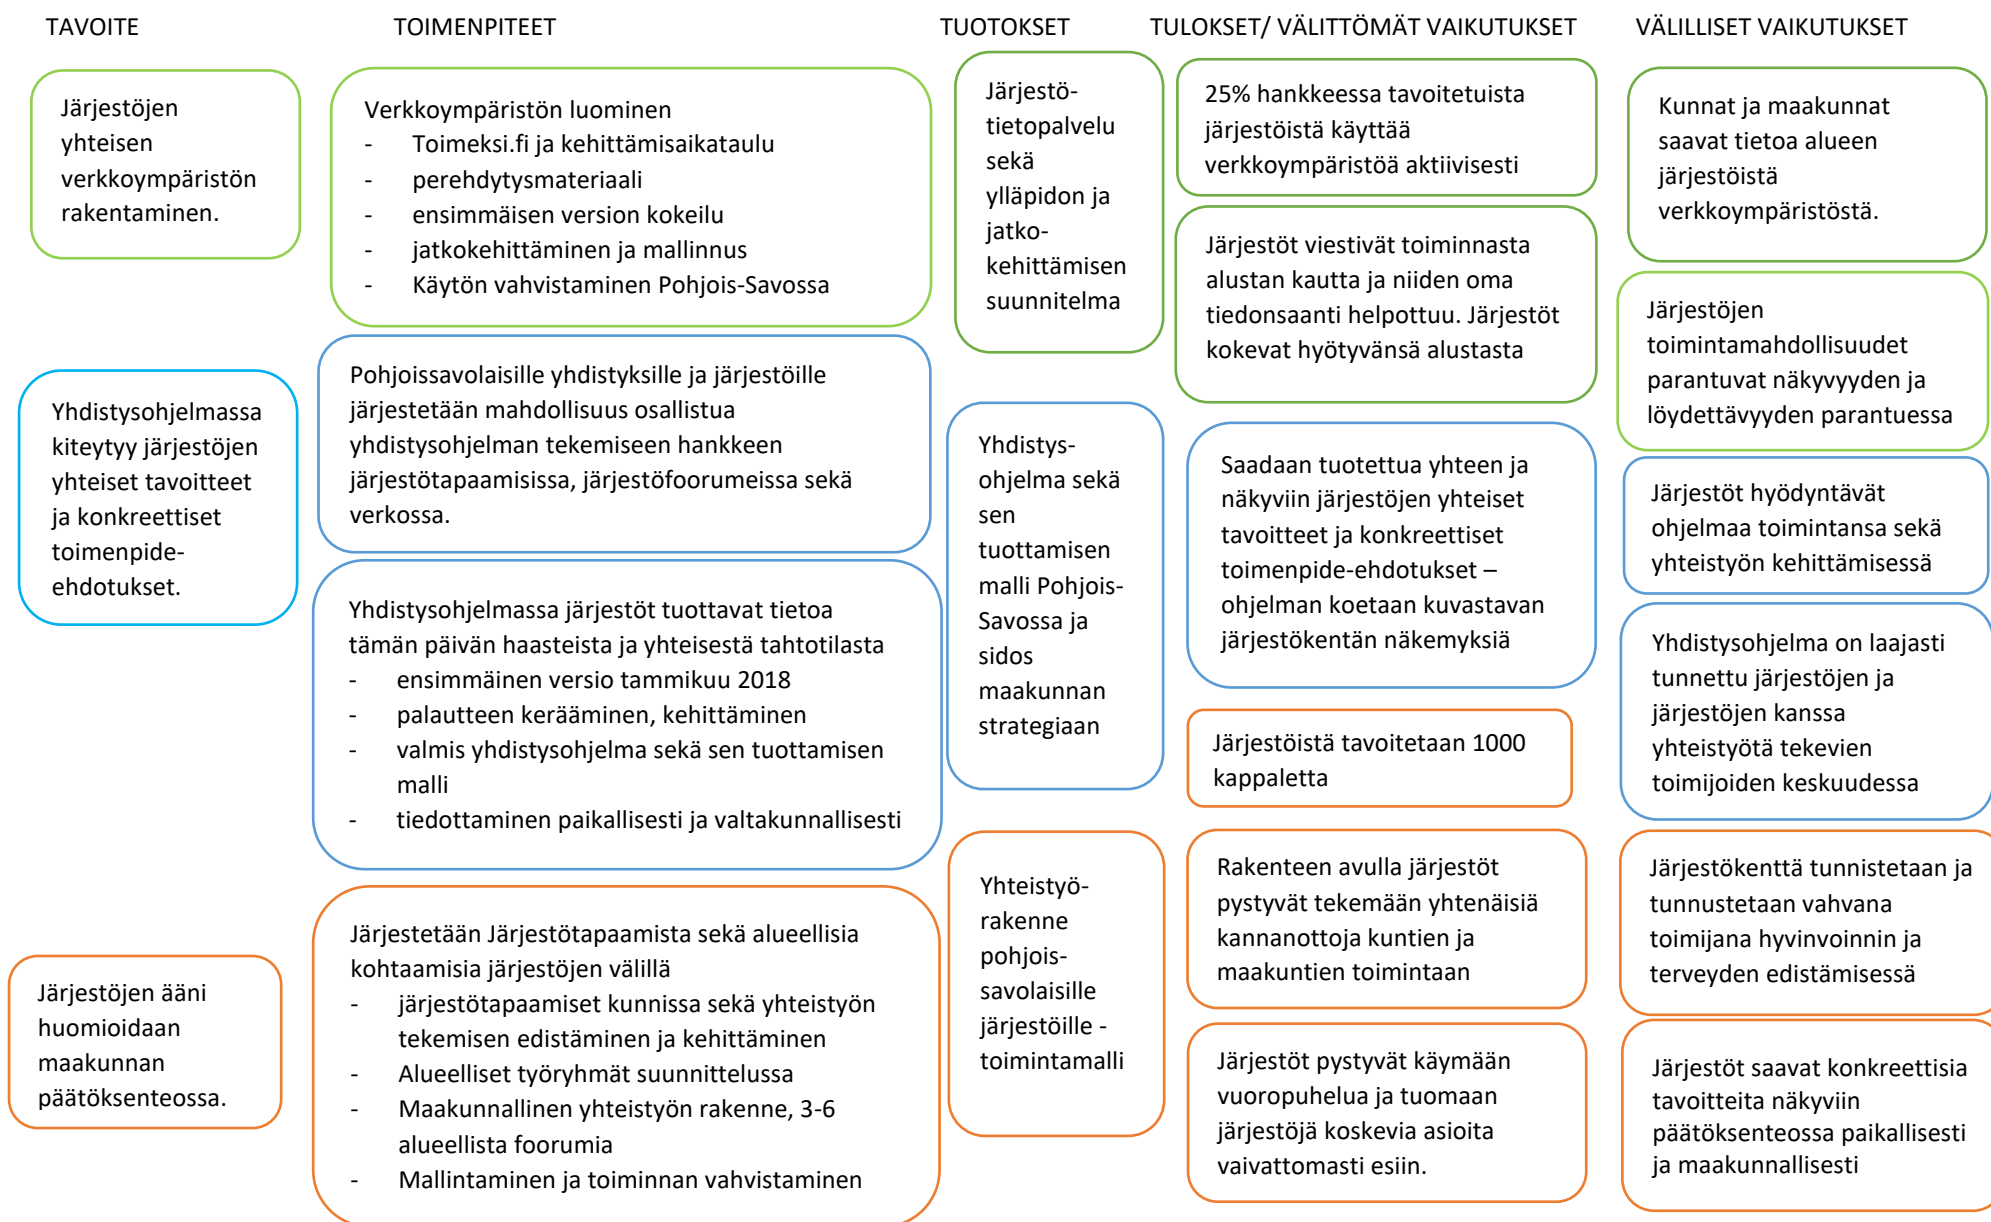 TAVOITE
TOIMENPITEET
TUOTOKSET
TULOKSET/ VÄLITTÖMÄT VAIKUTUKSET
VÄLILLISET VAIKUTUKSET
Järjestöjen
yhteisen
verkkoympäristön
rakentaminen.
Verkkoympäristön luominen
- Toimeksi.fi ja kehittämisaikataulu
- perehdytysmateriaali
- ensimmäisen version kokeilu
- jatkokehittäminen ja mallinnus
- Käytön vahvistaminen Pohjois-Savossa
Järjestö-
tietopalvelu
sekä
ylläpidon ja
jatko-
kehittämisen
suunnitelma
25% hankkeessa tavoitetuista
järjestöistä käyttää
verkkoympäristöä aktiivisesti
Järjestöt viestivät toiminnasta
alustan kautta ja niiden oma
tiedonsaanti helpottuu. Järjestöt
kokevat hyötyvänsä alustasta
Kunnat ja maakunnat
saavat tietoa alueen
järjestöistä
verkkoympäristöstä.
Järjestöjen
toimintamahdollisuudet
parantuvat näkyvyyden ja
löydettävyyden parantuessa
Yhdistysohjelmassa
kiteytyy järjestöjen
yhteiset tavoitteet
ja konkreettiset
toimenpide-
ehdotukset.
Pohjoissavolaisille yhdistyksille ja järjestöille
järjestetään mahdollisuus osallistua
yhdistysohjelman tekemiseen hankkeen
järjestötapaamisissa, järjestöfoorumeissa sekä
verkossa.
Yhdistysohjelmassa järjestöt tuottavat tietoa
tämän päivän haasteista ja yhteisestä tahtotilasta
- ensimmäinen versio tammikuu 2018
- palautteen kerääminen, kehittäminen
- valmis yhdistysohjelma sekä sen tuottamisen
malli
- tiedottaminen paikallisesti ja valtakunnallisesti
Yhdistys-
ohjelma sekä
sen
tuottamisen
malli Pohjois-
Savossa ja
sidos
maakunnan
strategiaan
Saadaan tuotettua yhteen ja
näkyviin järjestöjen yhteiset
tavoitteet ja konkreettiset
toimenpide-ehdotukset –
ohjelman koetaan kuvastavan
järjestökentän näkemyksiä
Järjestöistä tavoitetaan 1000
kappaletta
Järjestöt hyödyntävät
ohjelmaa toimintansa sekä
yhteistyön kehittämisessä
Yhdistysohjelma on laajasti
tunnettu järjestöjen ja
järjestöjen kanssa
yhteistyötä tekevien
toimijoiden keskuudessa
Järjestöjen ääni
huomioidaan
maakunnan
päätöksenteossa.
Järjestetään Järjestötapaamista sekä alueellisia
kohtaamisia järjestöjen välillä
- järjestötapaamiset kunnissa sekä yhteistyön
tekemisen edistäminen ja kehittäminen
- Alueelliset työryhmät suunnittelussa
- Maakunnallinen yhteistyön rakenne, 3-6
alueellista foorumia
- Mallintaminen ja toiminnan vahvistaminen
Yhteistyö-
rakenne
pohjois-
savolaisille
järjestöille -
toimintamalli
Rakenteen avulla järjestöt
pystyvät tekemään yhtenäisiä
kannanottoja kuntien ja
maakuntien toimintaan
Järjestöt pystyvät käymään
vuoropuhelua ja tuomaan
järjestöjä koskevia asioita
vaivattomasti esiin.
Järjestökenttä tunnistetaan ja
tunnustetaan vahvana
toimijana hyvinvoinnin ja
terveyden edistämisessä
Järjestöt saavat konkreettisia
tavoitteita näkyviin
päätöksenteossa paikallisesti
ja maakunnallisesti